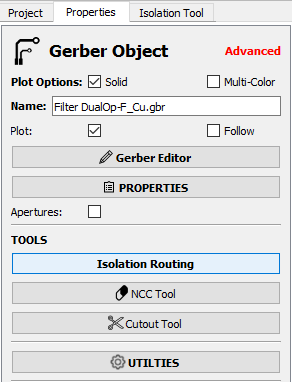 Project Properties Isolation Tool
Gerber Object Advanced
Plot Options: Solid Multi-Color
Name: Filter DualOp-F_Cu.gbr
Plot: Follow
Gerber Editor
PROPERTIES
Apertures:
TOOLS
Isolation Routing
NCC Tool
Cutout Tool
UTILTIES